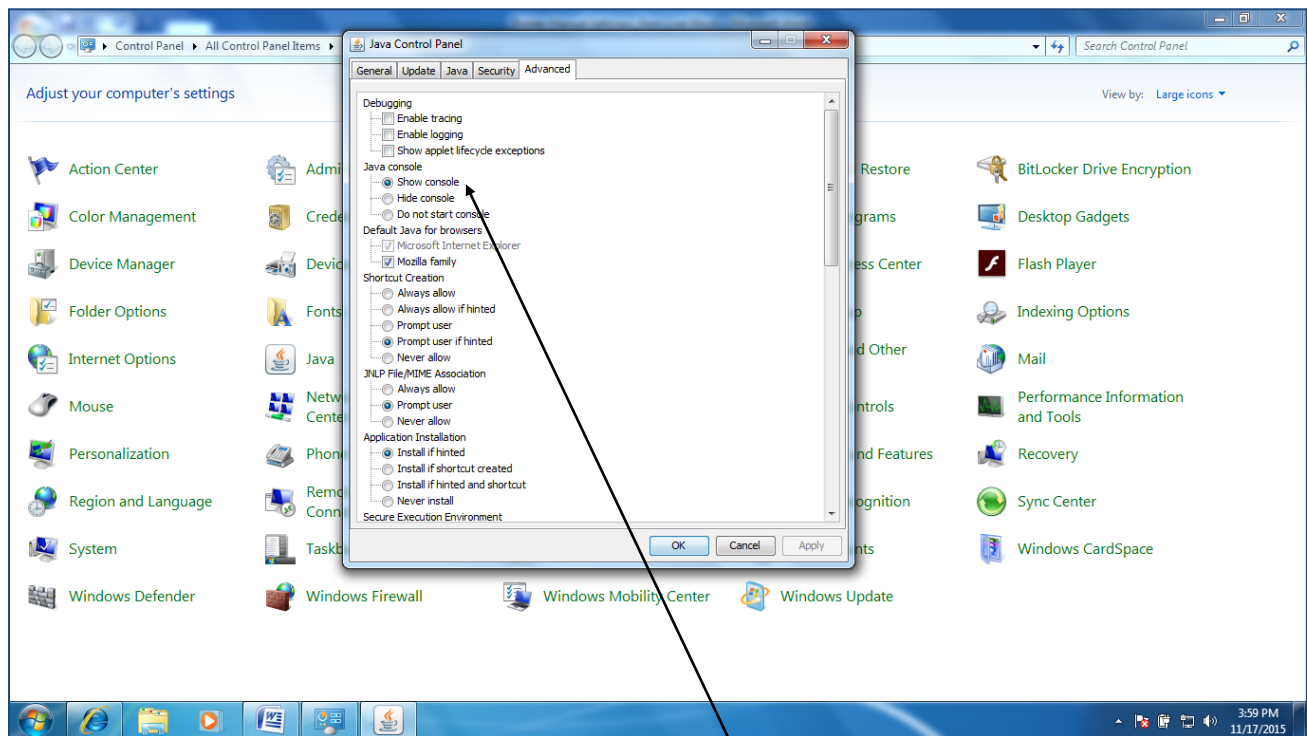 Control Panel ▸ All Control Panel Items ▸
Search Control Panel
Java Control Panel
General Update Java Security Advanced
Adjust your computer's settings
View by: Large icons
Debugging
Enable tracing
Enable logging
Show applet lifecycle exceptions
Java console
Show console
Hide console
Do not start console
Default Java for browsers
Microsoft Internet Explorer
Mozilla family
Shortcut Creation
Always allow
Always allow if hinted
Prompt user
Prompt user if hinted
Never allow
JNLP File/MIME Association
Always allow
Prompt user
Never allow
Application Installation
Install if hinted
Install if shortcut created
Install if hinted and shortcut
Never install
Secure Execution Environment
OK Cancel Apply
Action Center
Restore
BitLocker Drive Encryption
Color Management
Desktop Gadgets
Device Manager
Center
Flash Player
Folder Options
Fonts
Indexing Options
Internet Options
Java
Other
Mail
Mouse
Performance Information
and Tools
Personalization
Features
Recovery
Region and Language
Sync Center
System
Windows CardSpace
Windows Defender
Windows Firewall
Windows Mobility Center
Windows Update
3:59 PM
11/17/2015